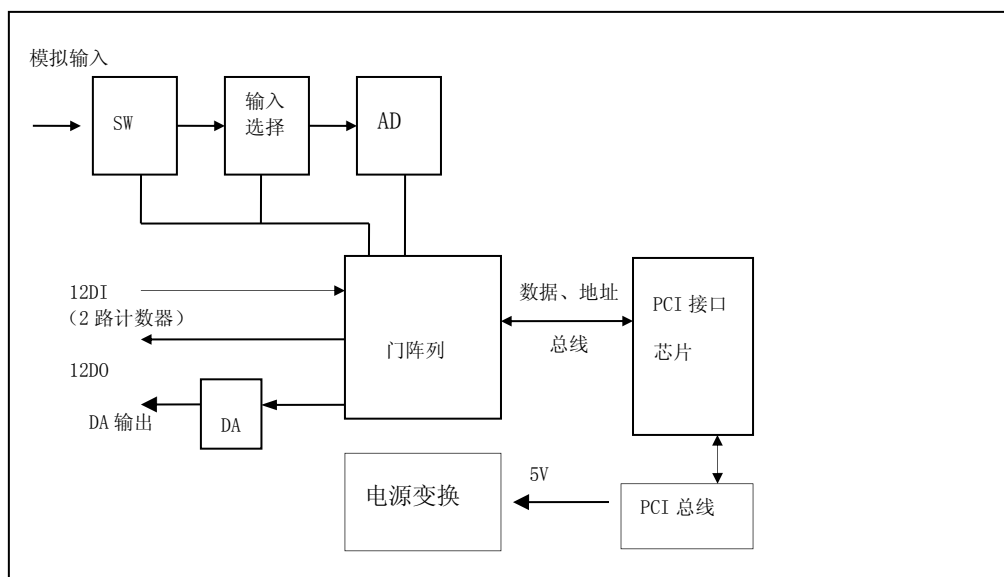 模拟输入
SW
输入
选择
AD
12DI
（2 路计数器）
12DO
DA 输出
DA
门阵列
数据、地址
总线
PCI 接口
芯片
电源变换
5V
PCI 总线